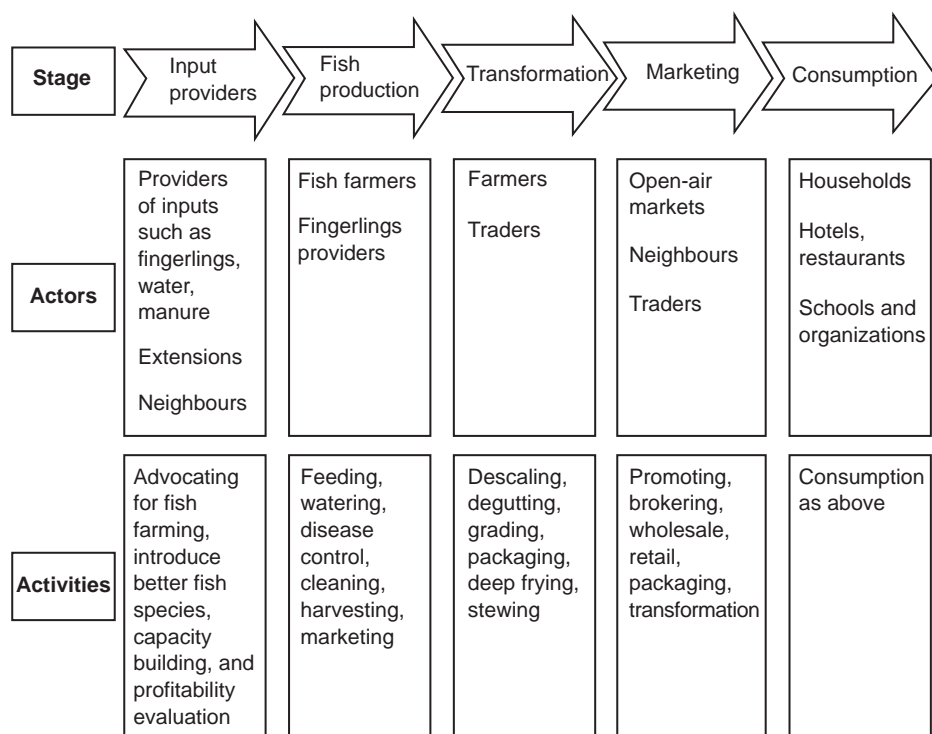 Stage
Input
providers
Fish
production
Transformation
Marketing
Consumption
Actors
Providers
of inputs
such as
fingerlings,
water,
manure
Extensions
Neighbours
Fish farmers
Fingerlings
providers
Farmers
Traders
Open-air
markets
Neighbours
Traders
Households
Hotels,
restaurants
Schools and
organizations
Activities
Advocating
for fish
farming,
introduce
better fish
species,
capacity
building, and
profitability
evaluation
Feeding,
watering,
disease
control,
cleaning,
harvesting,
marketing
Descaling,
degutting,
grading,
packaging,
deep frying,
stewing
Promoting,
brokering,
wholesale,
retail,
packaging,
transformation
Consumption
as above